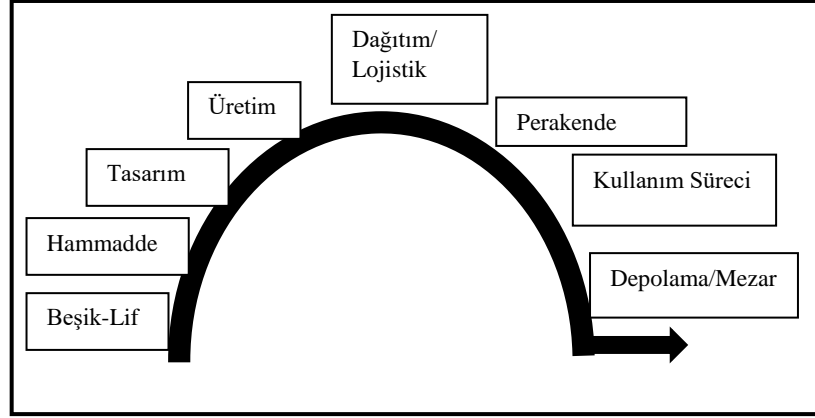 Beşik-Lif
Hammadde
Tasarım
Üretim
Dağıtım/
Lojistik
Perakende
Kullanım Süreci
Depolama/Mezar